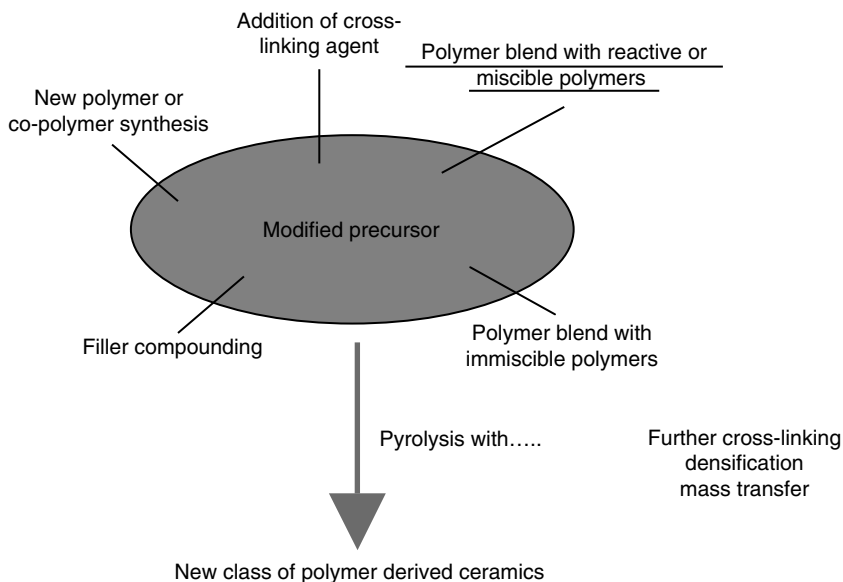 Addition of cross-
linking agent
Polymer blend with reactive or
miscible polymers
New polymer or
co-polymer synthesis
Modified precursor
Filler compounding
Polymer blend with
immiscible polymers
Pyrolysis with.....
Further cross-linking
densification
mass transfer
New class of polymer derived ceramics